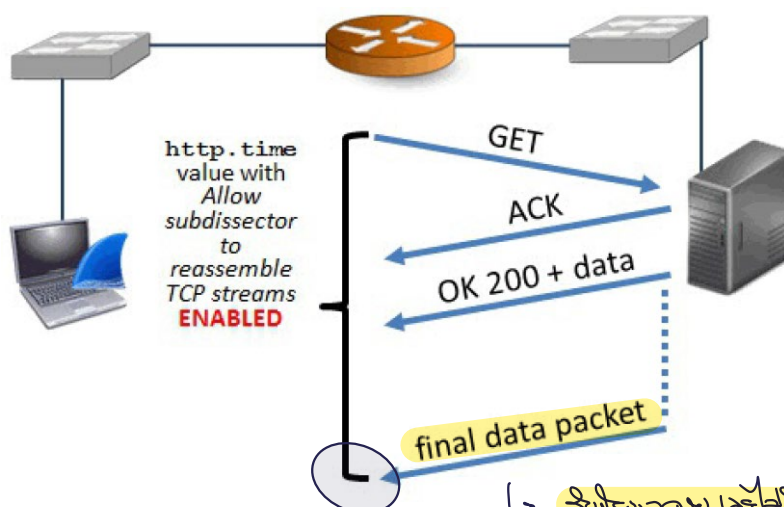 http.time
value with
Allow
subdissector
to
reassemble
TCP streams
ENABLED
GET
ACK
OK 200 + data
final data packet